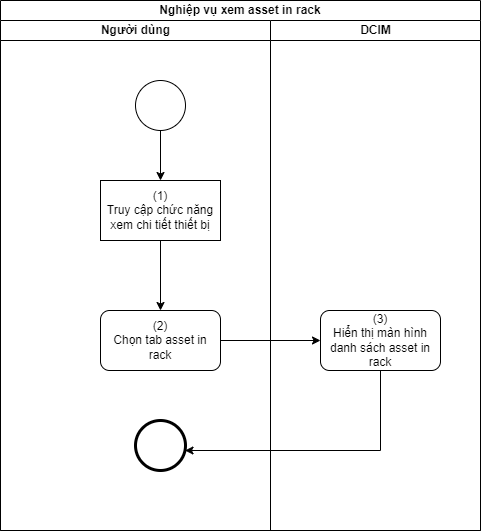 Nghiệp vụ xem asset in rack
Người dùng
DCIM
(1)
Truy cập chức năng
xem chi tiết thiết bị
(2)
Chọn tab asset in
rack
(3)
Hiển thị màn hình
danh sách asset in
rack